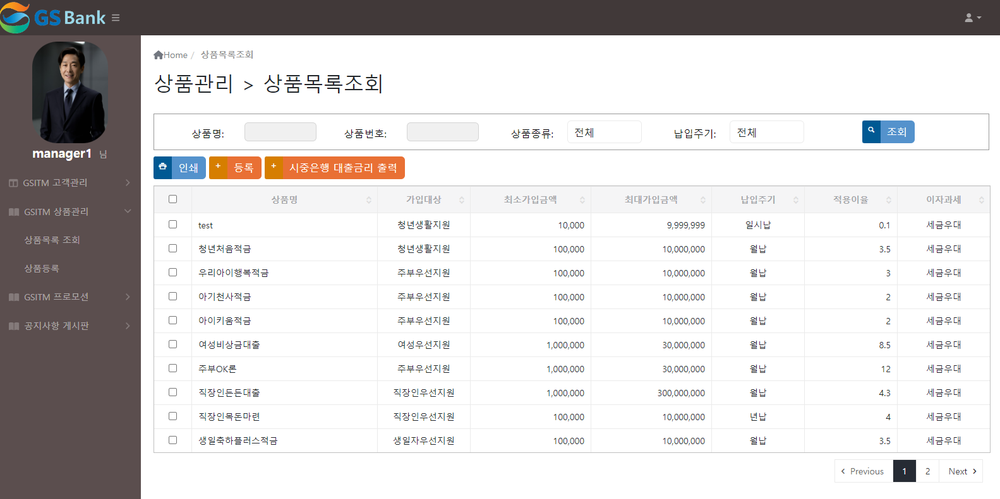 GS Bank
Home / 상품목록조회
상품관리 > 상품목록조회
manager1 님
GSITM 고객관리
GSITM 상품관리
상품목록 조회
상품등록
GSITM 프로모션
공지사항 게시판
상품명: 상품번호: 상품종류: 전체 납입주기: 전체 조회
인쇄 + 등록 + 시중은행 대출금리 출력
상품명 가입대상 최소가입금액 최대가입금액 납입주기 적용이율 이자과세
test 청년생활지원 10,000 9,999,999 일시납 0.1 세금우대
청년처음적금 청년생활지원 100,000 10,000,000 월납 3.5 세금우대
우리아이행복적금 주부우선지원 100,000 10,000,000 월납 3 세금우대
아기천사적금 주부우선지원 100,000 10,000,000 월납 2 세금우대
아이키움적금 주부우선지원 100,000 10,000,000 월납 2 세금우대
여성비상금대출 여성우선지원 1,000,000 30,000,000 월납 8.5 세금우대
주부OK론 주부우선지원 1,000,000 30,000,000 월납 12 세금우대
직장인든든대출 직장인우선지원 1,000,000 300,000,000 월납 4.3 세금우대
직장인목돈마련 직장인우선지원 100,000 10,000,000 년납 4 세금우대
생일축하플러스적금 생일자우선지원 100,000 10,000,000 월납 3.5 세금우대
Previous 1 2 Next